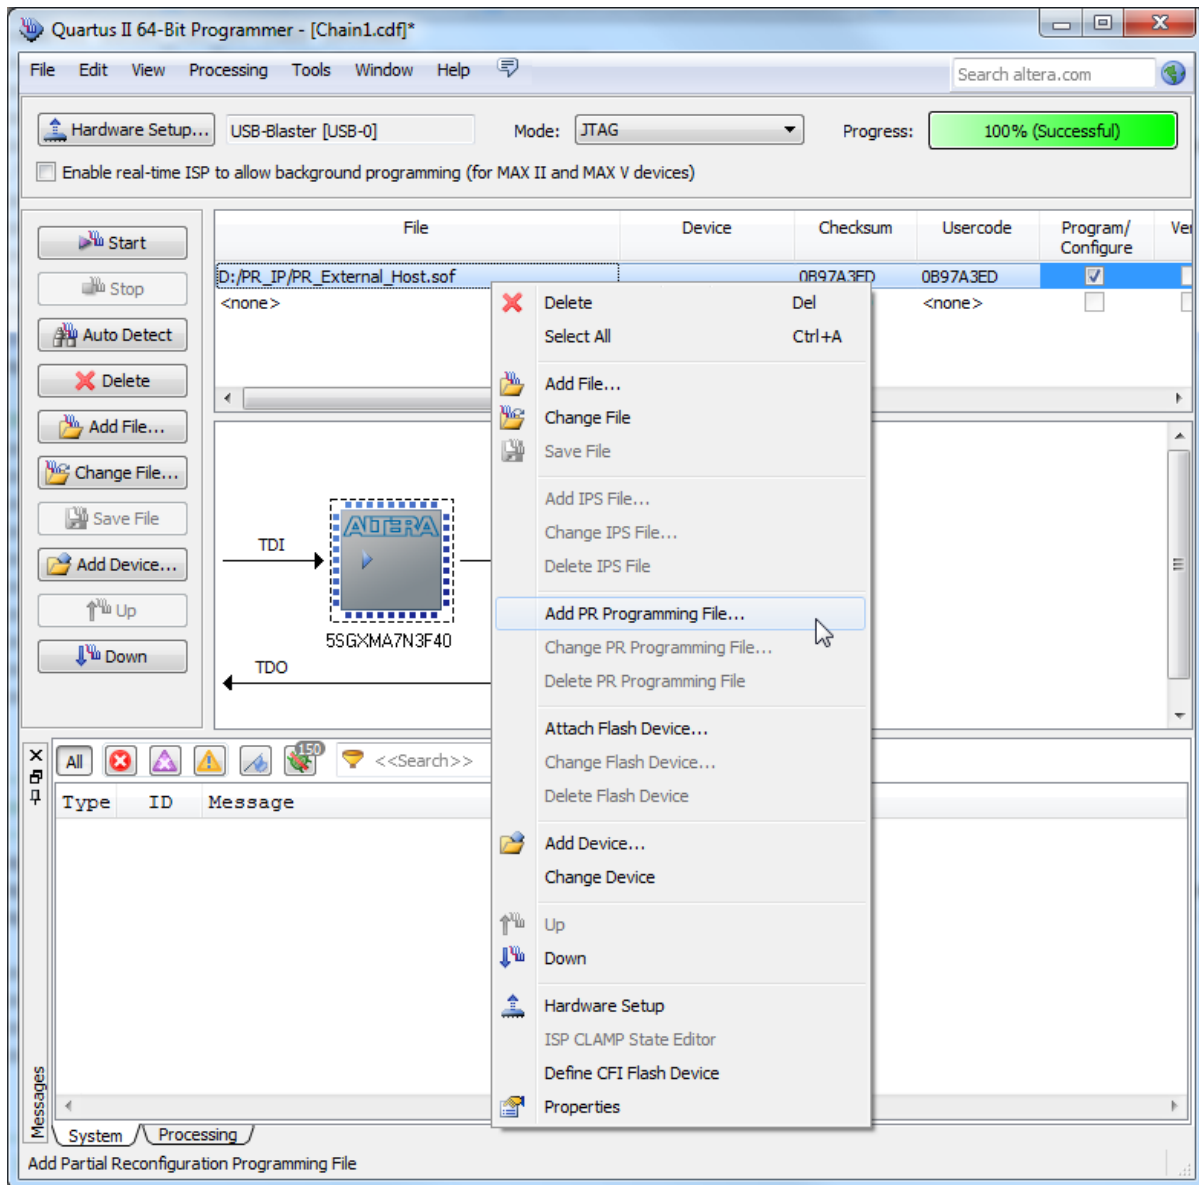 Quartus II 64-Bit Programmer - [Chain1.cdf]*
File Edit View Processing Tools Window Help
Search altera.com
Hardware Setup... USB-Blaster [USB-0] Mode: JTAG Progress: 100% (Successful)
Enable real-time ISP to allow background programming (for MAX II and MAX V devices)
Start
Stop
Auto Detect
Delete
Add File...
Change File...
Save File
Add Device...
Up
Down
File Device Checksum Usercode Program/ Configure
D:/PR_IP/PR_External_Host.sof 0B97A3ED 0B97A3ED
<none> <none>
TDI
ALTERA
5SGXMA7N3F40
TDO
Delete Del
Select All Ctrl+A
Add File...
Change File
Save File
Add IPS File...
Change IPS File...
Delete IPS File
Add PR Programming File...
Change PR Programming File...
Delete PR Programming File
Attach Flash Device...
Change Flash Device...
Delete Flash Device
Add Device...
Change Device
Up
Down
Hardware Setup
ISP CLAMP State Editor
Define CFI Flash Device
Properties
All 150 <<Search>>
Type ID Message
Messages
System Processing
Add Partial Reconfiguration Programming File